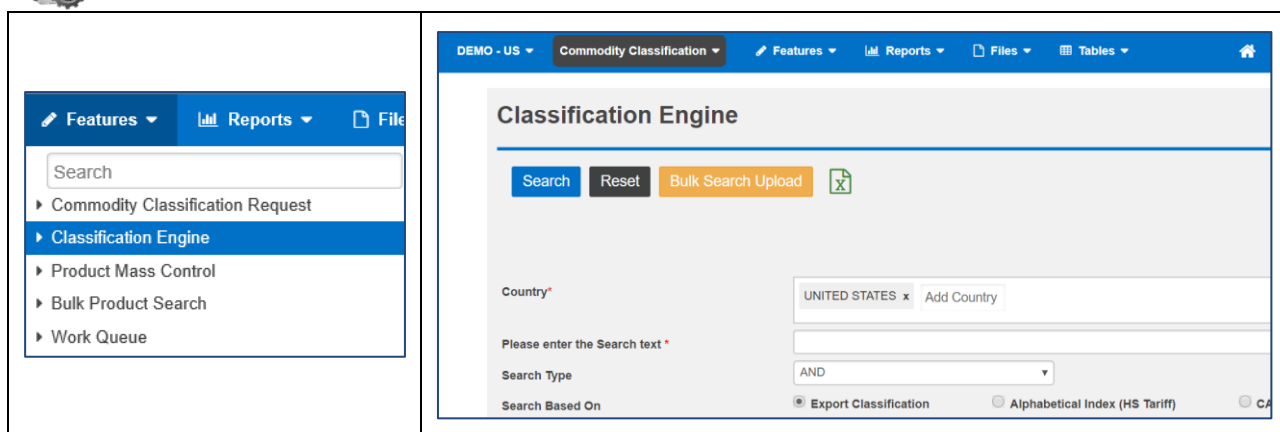 Features Reports File
Search
Commodity Classification Request
Classification Engine
Product Mass Control
Bulk Product Search
Work Queue
DEMO - US Commodity Classification Features Reports Files Tables
Classification Engine
Search Reset Bulk Search Upload
Country*
UNITED STATES x Add Country
Please enter the Search text *
Search Type AND
Search Based On Export Classification Alphabetical Index (HS Tariff) CA